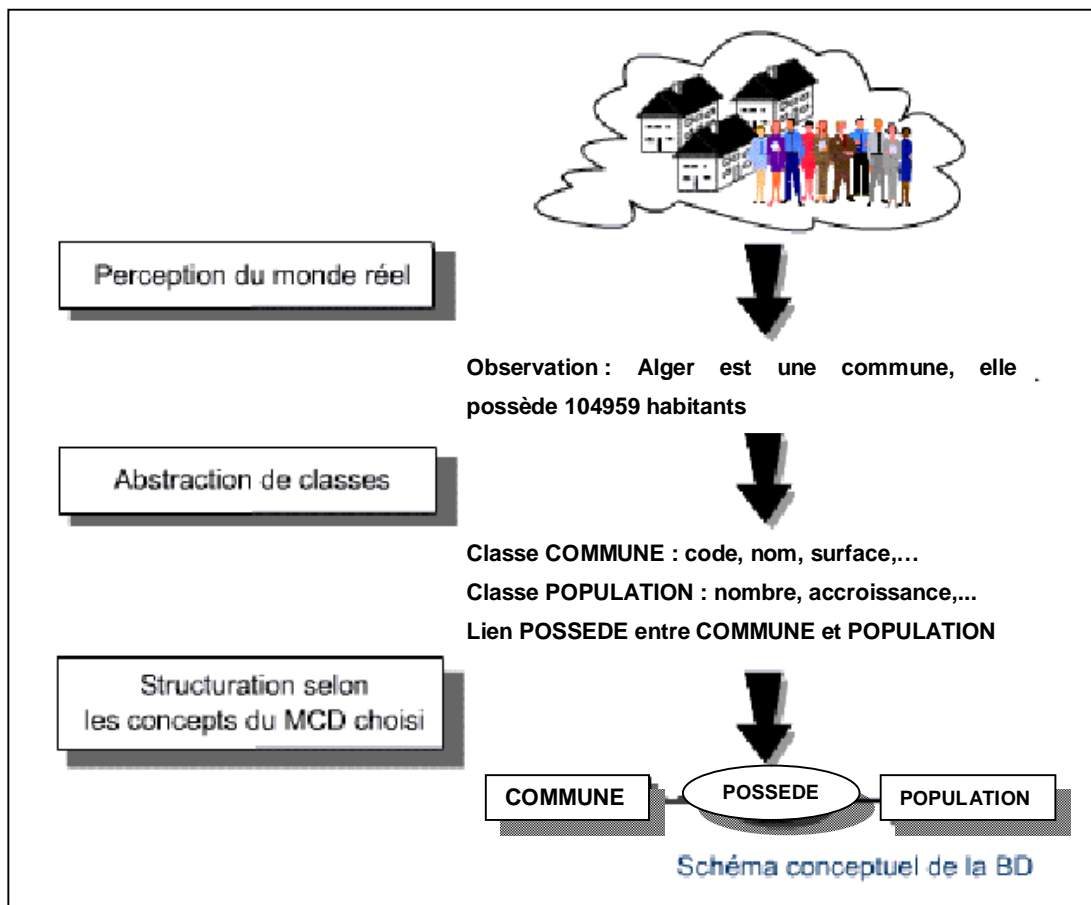 Perception du monde réel
Observation : Alger est une commune, elle
possède 104959 habitants
Abstraction de classes
Classe COMMUNE : code, nom, surface,…
Classe POPULATION : nombre, accroissance,...
Lien POSSEDE entre COMMUNE et POPULATION
Structuration selon
les concepts du MCD choisi
COMMUNE POSSEDE POPULATION
Schéma conceptuel de la BD